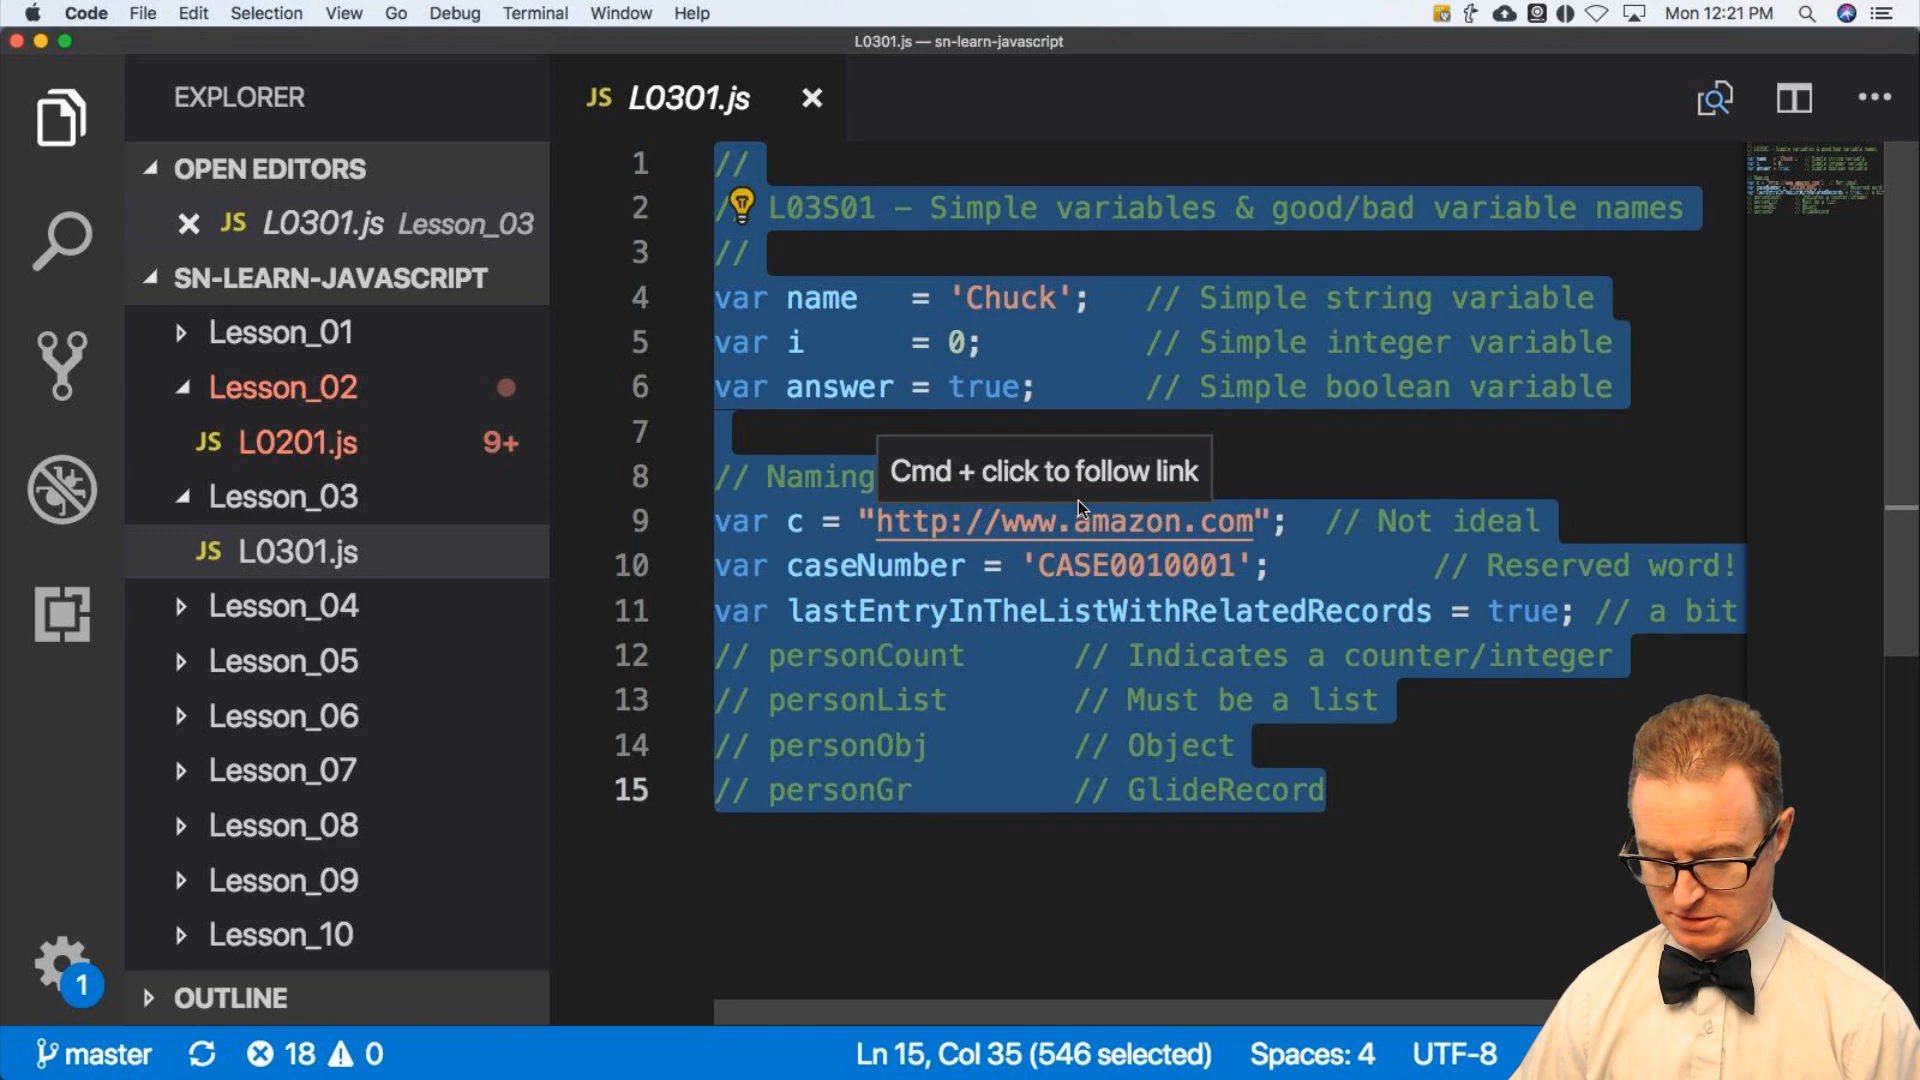 Code File Edit Selection View Go Debug Terminal Window Help Mon 12:21 PM
L0301.js — sn-learn-javascript
EXPLORER
JS L0301.js
OPEN EDITORS
JS L0301.js Lesson_03
SN-LEARN-JAVASCRIPT
Lesson_01
Lesson_02
JS L0201.js 9+
Lesson_03
JS L0301.js
Lesson_04
Lesson_05
Lesson_06
Lesson_07
Lesson_08
Lesson_09
Lesson_10
OUTLINE
1
1 //
2 // L03S01 - Simple variables & good/bad variable names
3 //
4 var name   = 'Chuck';   // Simple string variable
5 var i      = 0;         // Simple integer variable
6 var answer = true;      // Simple boolean variable
7
8 // Naming
Cmd + click to follow link
9 var c = "http://www.amazon.com";  // Not ideal
10 var caseNumber = 'CASE0010001';         // Reserved word!
11 var lastEntryInTheListWithRelatedRecords = true; // a bit
12 // personCount      // Indicates a counter/integer
13 // personList       // Must be a list
14 // personObj        // Object
15 // personGr         // GlideRecord
master 18 0 Ln 15, Col 35 (546 selected) Spaces: 4 UTF-8